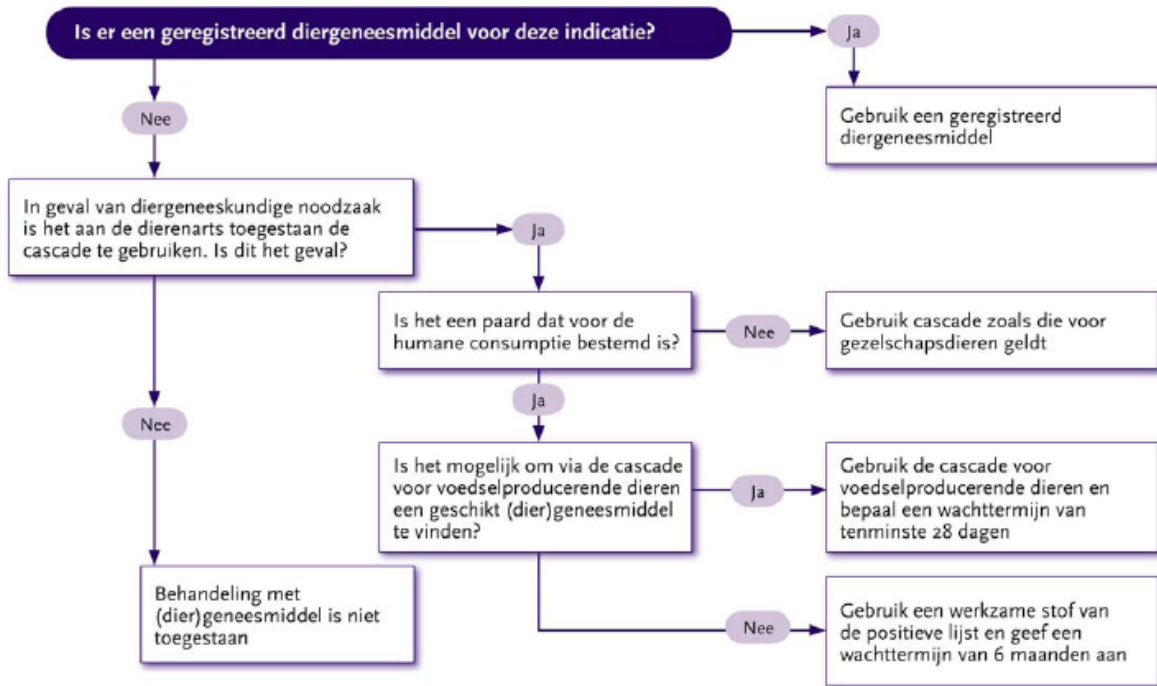 Is er een geregistreerd diergeneesmiddel voor deze indicatie?
Ja
Nee
Gebruik een geregistreerd
diergeneesmiddel
In geval van diergeneeskundige noodzaak
is het aan de dierenarts toegestaan de
cascade te gebruiken. Is dit het geval?
Ja
Is het een paard dat voor de
humane consumptie bestemd is?
Nee
Gebruik cascade zoals die voor
gezelschapsdieren geldt
Nee
Ja
Is het mogelijk om via de cascade
voor voedselproducerende dieren
een geschikt (dier)geneesmiddel
te vinden?
Ja
Gebruik de cascade voor
voedselproducerende dieren en
bepaal een wachttermijn van
tenminste 28 dagen
Behandeling met
(dier)geneesmiddel is niet
toegestaan
Nee
Gebruik een werkzame stof van
de positieve lijst en geef een
wachttermijn van 6 maanden aan